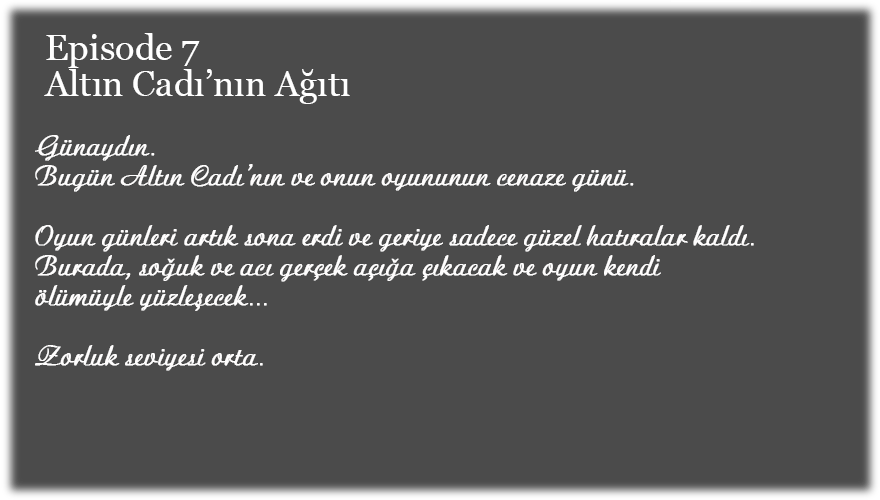 Episode 7
Altın Cadı’nın Ağıtı
Günaydın.
Bugün Altın Cadı’nın ve onun oyununun cenaze günü.
Oyun günleri artık sona erdi ve geriye sadece güzel hatıralar kaldı.
Burada, soğuk ve acı gerçek açığa çıkacak ve oyun kendi
ölümüyle yüzleşecek...
Zorluk seviyesi orta.